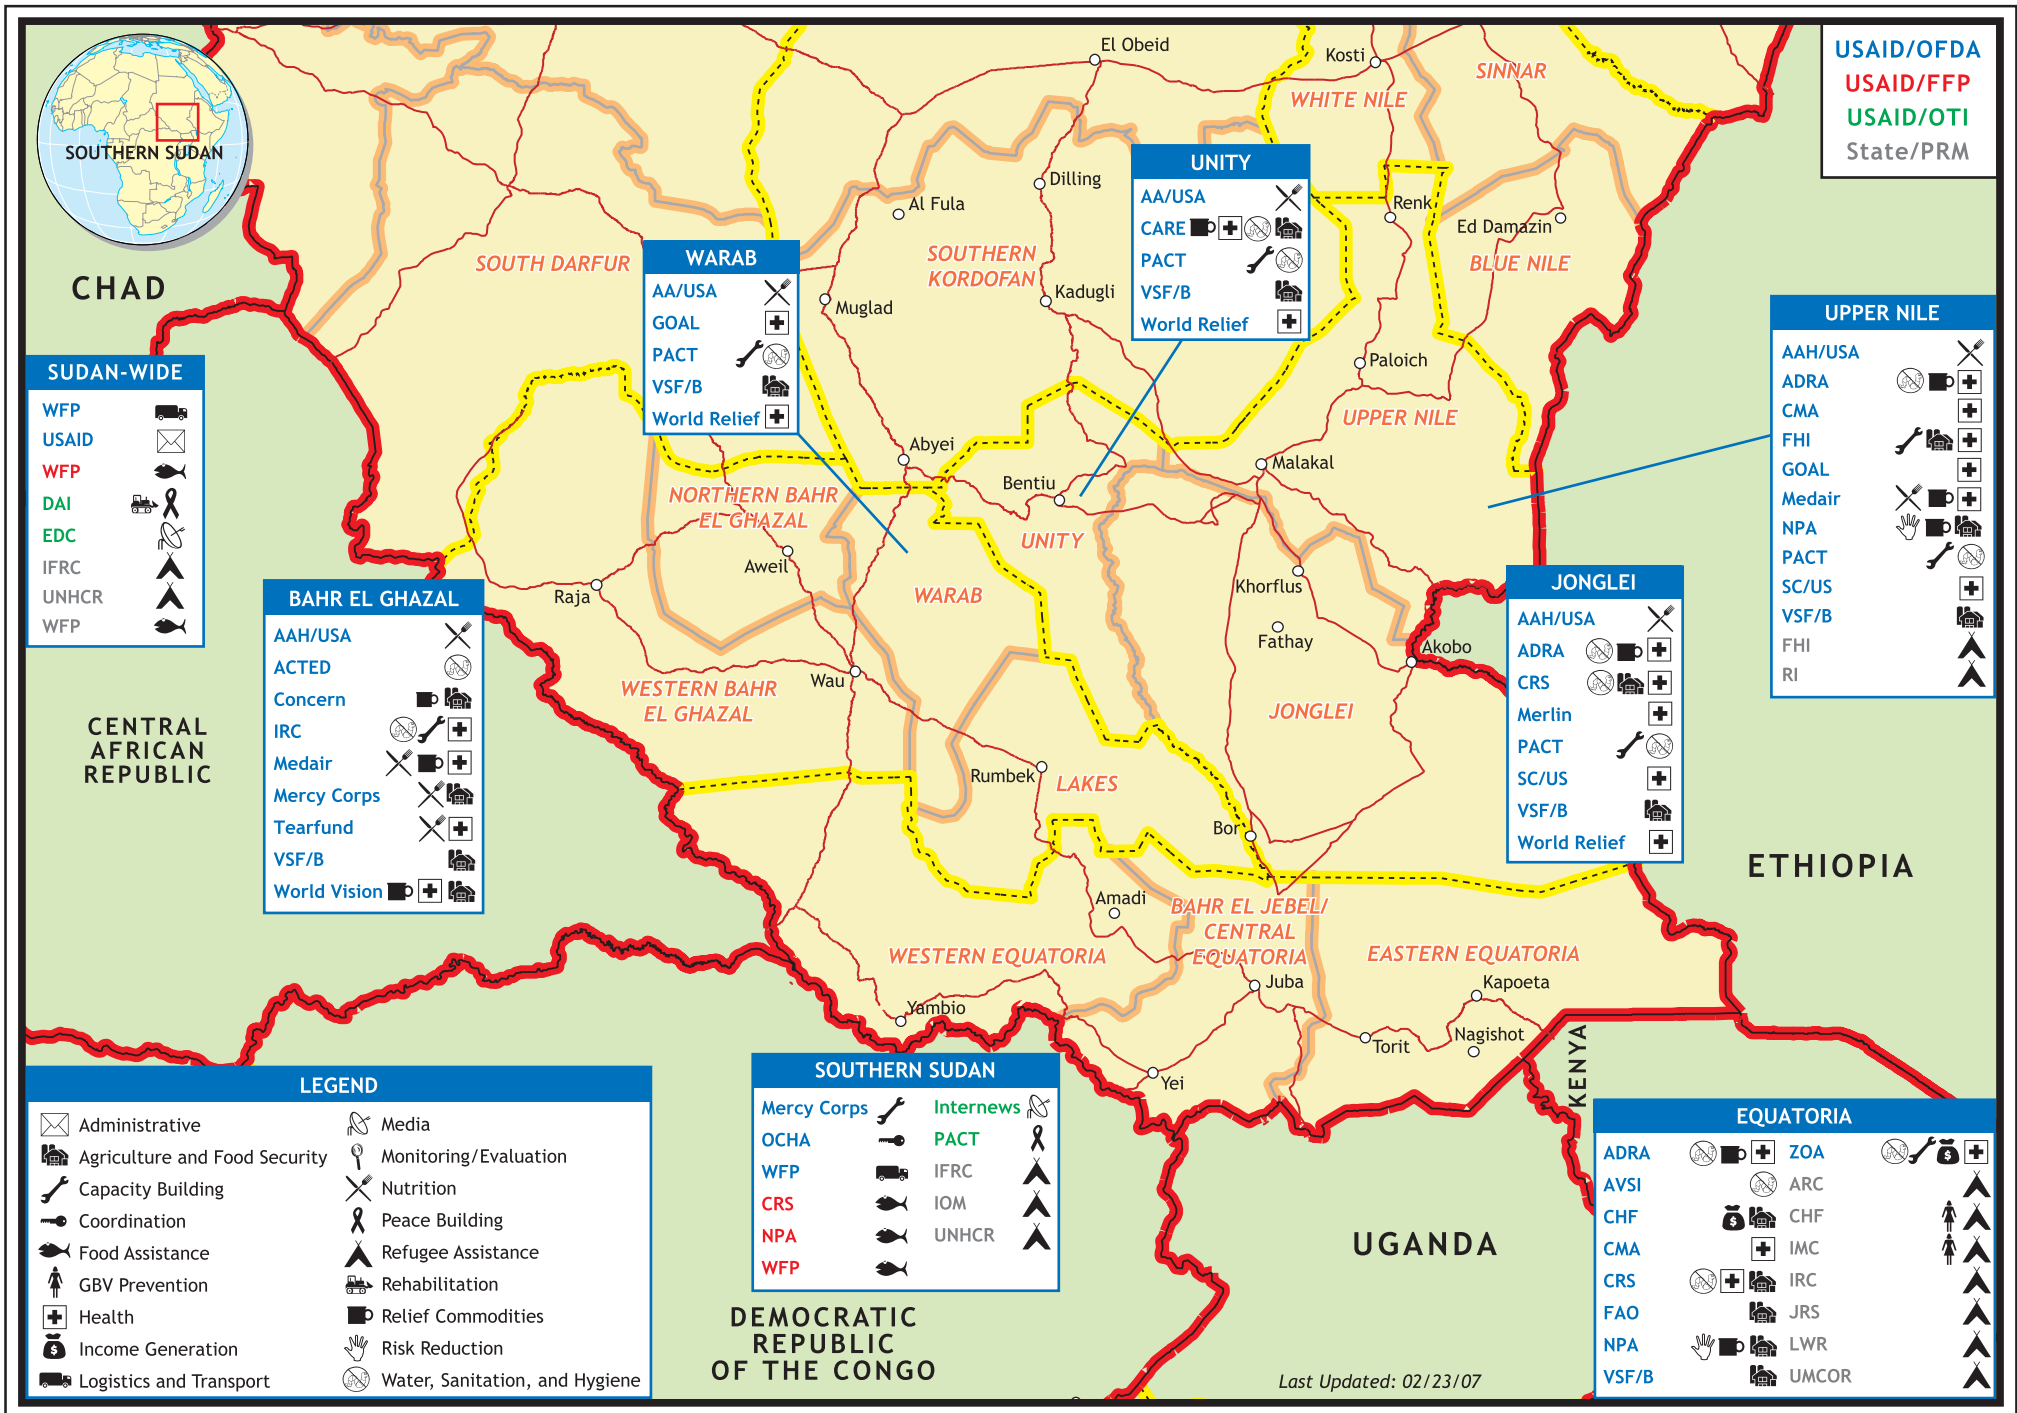 SOUTHERN SUDAN
USAID/OFDA
USAID/FFP
USAID/OTI
State/PRM
El Obeid
Kosti
SINNAR
WHITE NILE
Dilling
Al Fula
Renk
Ed Damazin
SOUTH DARFUR
SOUTHERN
KORDOFAN
BLUE NILE
CHAD
Muglad
Kadugli
Paloich
UPPER NILE
Abyei
Malakal
Bentiu
NORTHERN BAHR
EL GHAZAL
UNITY
Aweil
Raja
WARAB
Khorflus
Fathay
Akobo
Wau
WESTERN BAHR
EL GHAZAL
JONGLEI
CENTRAL
AFRICAN
REPUBLIC
Rumbek
LAKES
Bor
ETHIOPIA
Amadi
BAHR EL JEBEL/
CENTRAL
EQUATORIA
WESTERN EQUATORIA
EASTERN EQUATORIA
Juba
Kapoeta
Yambio
Torit
Nagishot
Yei
KENYA
UGANDA
DEMOCRATIC
REPUBLIC
OF THE CONGO
Last Updated: 02/23/07
UNITY
AA/USA
CARE
PACT
VSF/B
World Relief
WARAB
AA/USA
GOAL
PACT
VSF/B
World Relief
UPPER NILE
AAH/USA
ADRA
CMA
FHI
GOAL
Medair
NPA
PACT
SC/US
VSF/B
FHI
RI
SUDAN-WIDE
WFP
USAID
WFP
DAI
EDC
IFRC
UNHCR
WFP
BAHR EL GHAZAL
AAH/USA
ACTED
Concern
IRC
Medair
Mercy Corps
Tearfund
VSF/B
World Vision
JONGLEI
AAH/USA
ADRA
CRS
Merlin
PACT
SC/US
VSF/B
World Relief
SOUTHERN SUDAN
Mercy Corps
OCHA
WFP
CRS
NPA
WFP
Internews
PACT
IFRC
IOM
UNHCR
EQUATORIA
ADRA
AVSI
CHF
$
CMA
CRS
FAO
NPA
VSF/B
ZOA
$
ARC
CHF
IMC
IRC
JRS
LWR
UMCOR
LEGEND
Administrative
Agriculture and Food Security
Capacity Building
Coordination
Food Assistance
GBV Prevention
Health
$ Income Generation
Logistics and Transport
Media
Monitoring/Evaluation
Nutrition
Peace Building
Refugee Assistance
Rehabilitation
Relief Commodities
Risk Reduction
Water, Sanitation, and Hygiene